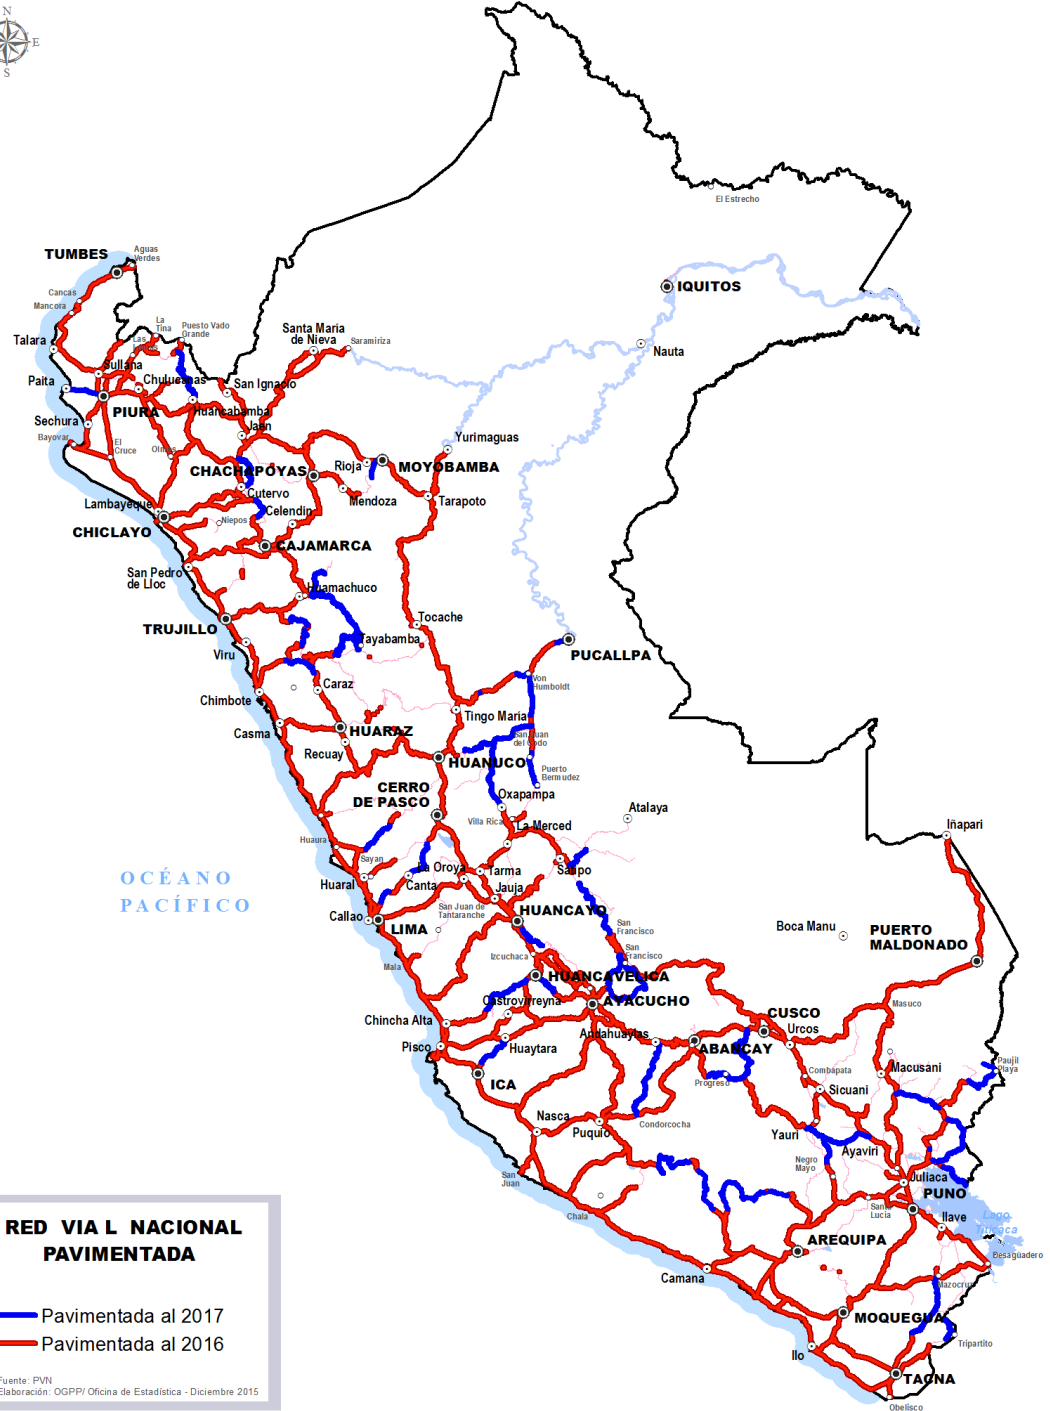 N
E
S
El Estrecho
TUMBES
Aguas
Verdes
Cancas
Mancora
IQUITOS
La
Tina
Puesto Vado
Grande
Santa Maria
de Nieva
Saramiriza
Talara
Nauta
Las
Sullana
Paita
Chulucanas
San Ignacio
PIURA
Huancabamba
Sechura
Jaen
Bayovar
El
Cruce
Yurimaguas
CHACHAPOYAS
Rioja
MOYOBAMBA
Cutervo
Mendoza
Tarapoto
Lambayeque
Celendin
Niepos
CHICLAYO
CAJAMARCA
San Pedro
de Lloc
Huamachuco
TRUJILLO
Tocache
Tayabamba
Viru
PUCALLPA
Von
Humboldt
Caraz
Chimbote
Tingo Maria
Casma
HUARAZ
San Juan
del Codo
Recuay
HUANUCO
Puerto
Bermudez
CERRO
DE PASCO
Oxapampa
Atalaya
Villa Rica
La Merced
Iñapari
Huaura
Sayan
La Oroya
Tarma
Satipo
OCÉANO
PACÍFICO
Huaral
Canta
Jauja
San Juan de
Tantaranche
HUANCAYO
Callao
LIMA
San
Francisco
Boca Manu
PUERTO
MALDONADO
San
Francisco
Izcuchaca
Mala
HUANCAVELICA
Castrovirreyna
AYACUCHO
Masuco
CUSCO
Chincha Alta
Urcos
Andahuaylas
ABANCAY
Pisco
Huaytara
Paujil
Playa
Combapata
Macusani
ICA
Progreso
Sicuani
Nasca
Condorcocha
Puquio
Yauri
Ayaviri
Negro
Mayo
San
Juan
Juliaca
PUNO
Santa
Lucia
Chala
Ilave
Lago
Titicaca
RED VIAL NACIONAL
PAVIMENTADA
AREQUIPA
Desaguadero
Camana
Mazocruz
Pavimentada al 2017
MOQUEGUA
Pavimentada al 2016
Tripartito
Ilo
Fuente: PVN
TACNA
Elaboración: OGPP/ Oficina de Estadística - Diciembre 2015
Obelisco